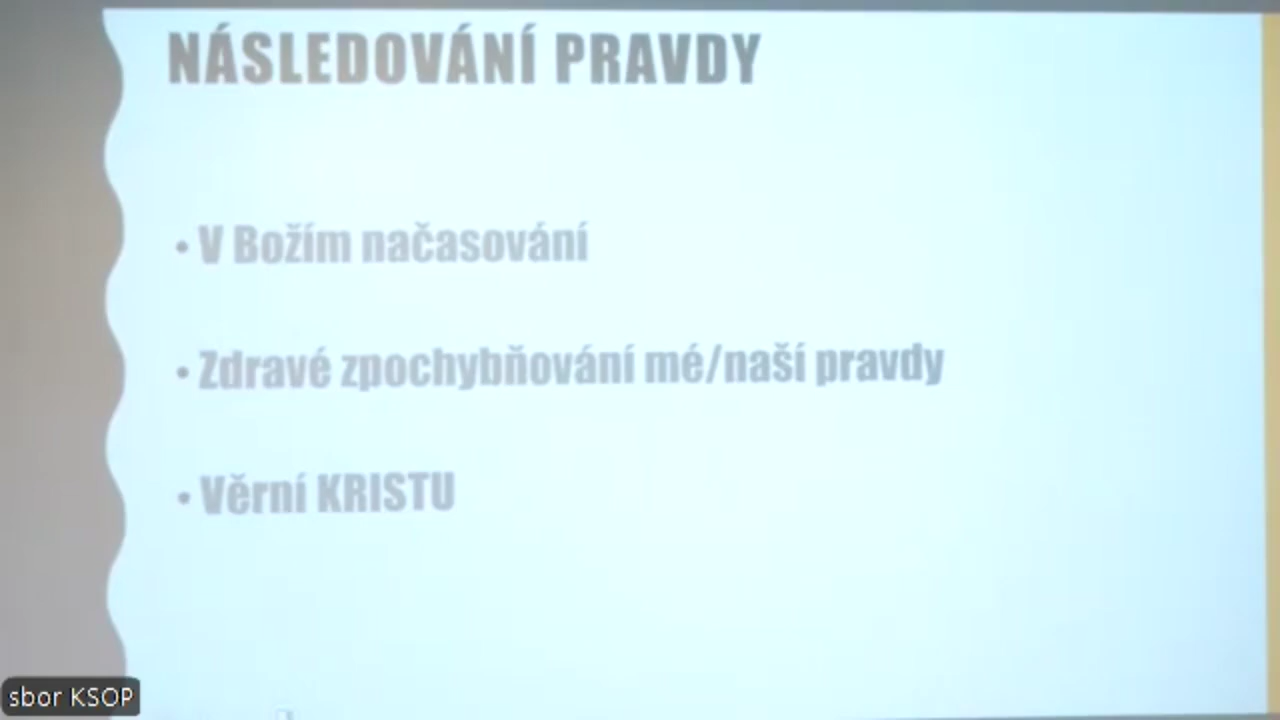 NÁSLEDOVÁNÍ PRAVDY
• V Božím načasování
• Zdravé zpochybňování mé/naší pravdy
• Věrní KRISTU
sbor KSOP